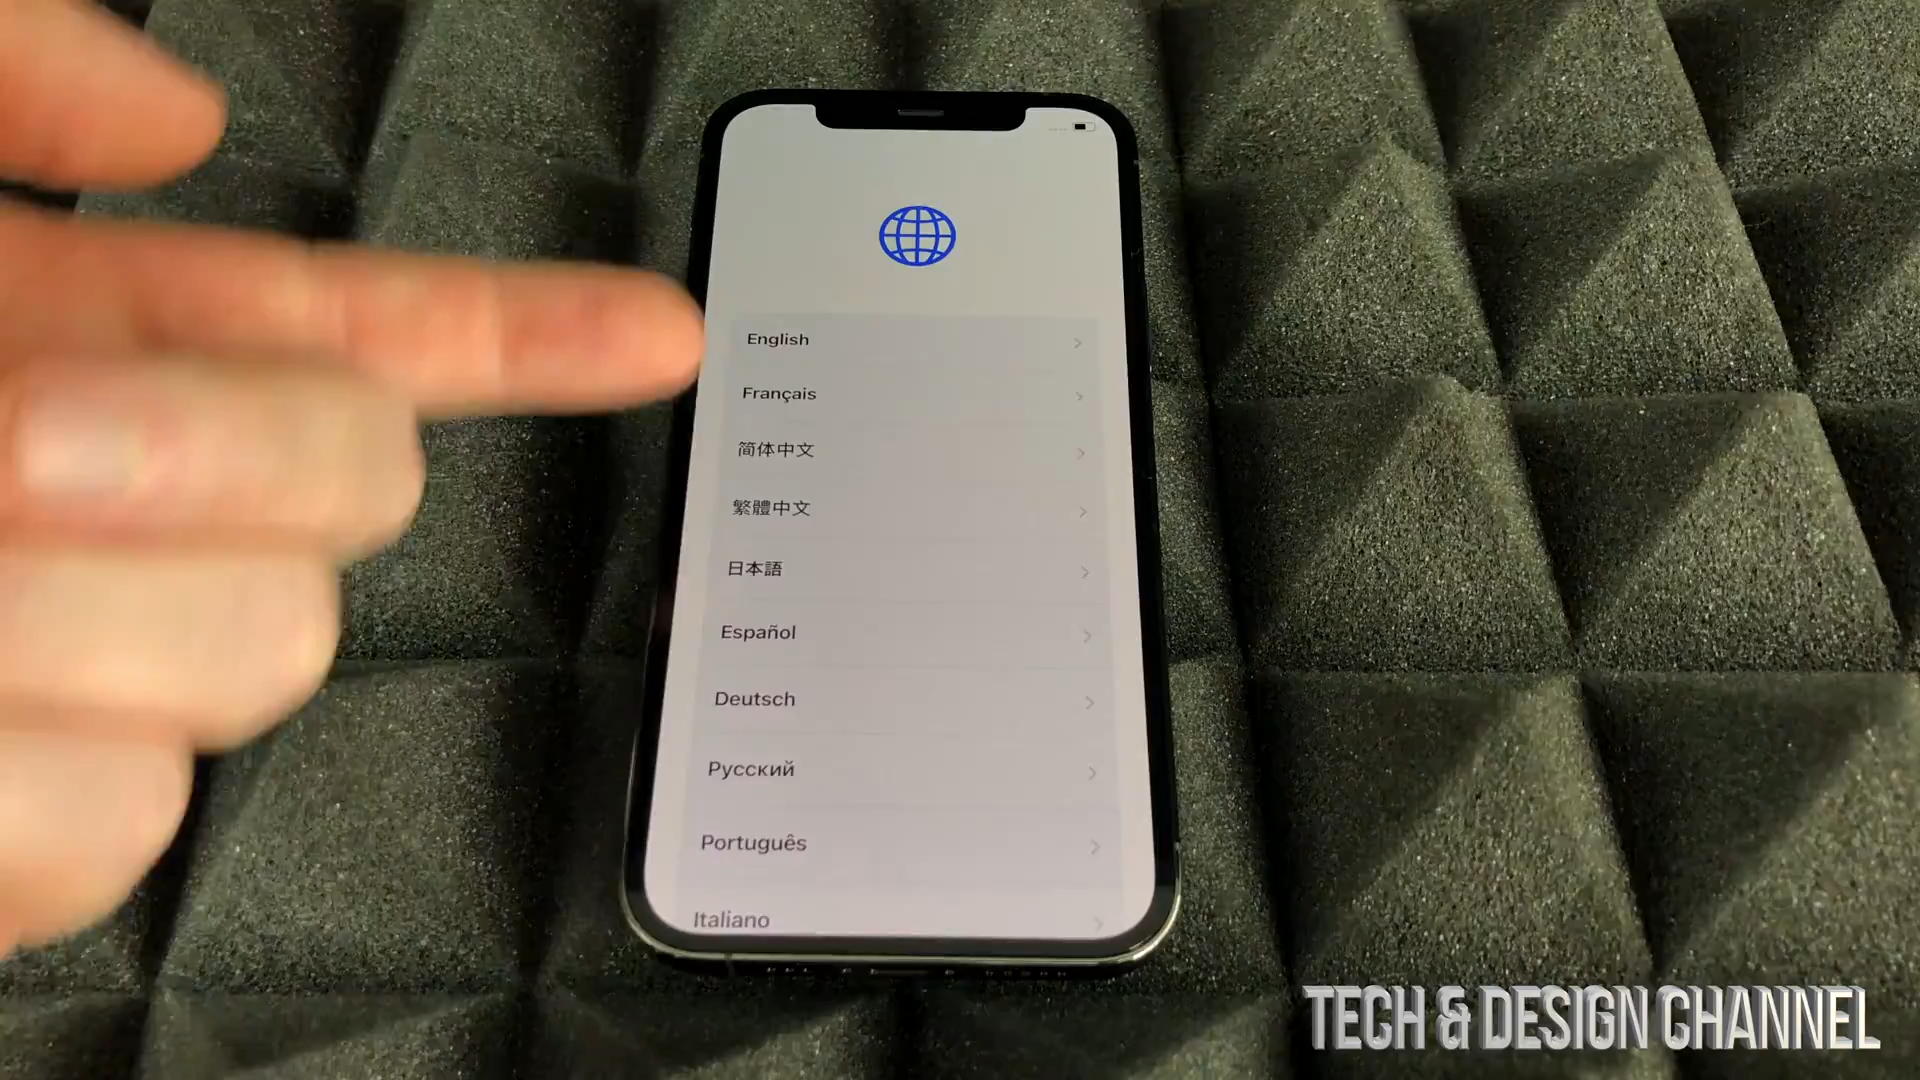 English
Français
简体中文
繁體中文
日本語
Español
Deutsch
Русский
Português
Italiano
TECH & DESIGN CHANNEL